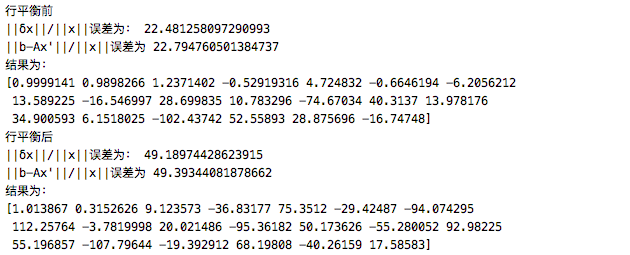 行平衡前
||δx||/||x||误差为:  22.481258097290993
||b-Ax'||/||x||误差为 22.794760501384737
结果为:
[0.9999141 0.9898266 1.2371402 -0.52919316 4.724832 -0.6646194 -6.2056212
 13.589225 -16.546997 28.699835 10.783296 -74.67034 40.3137 13.978176
 34.900593 6.1518025 -102.43742 52.55893 28.875696 -16.74748]
行平衡后
||δx||/||x||误差为:  49.18974428623915
||b-Ax'||/||x||误差为 49.39344081878662
结果为:
[1.013867 0.3152626 9.123573 -36.83177 75.3512 -29.42487 -94.074295
 112.25764 -3.7819998 20.021486 -95.36182 50.173626 -55.280052 92.98225
 55.196857 -107.79644 -19.392912 68.19808 -40.26159 17.58583]